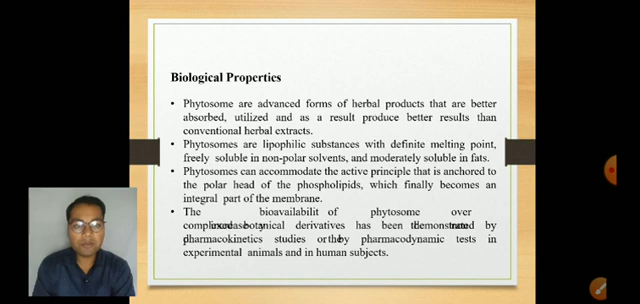 Biological Properties
• Phytosome are advanced forms of herbal products that are better
absorbed, utilized and as a result produce better results than
conventional herbal extracts.
• Phytosomes are lipophilic substances with definite melting point,
freely soluble in non-polar solvents, and moderately soluble in fats.
• Phytosomes can accommodate the active principle that is anchored to
the polar head of the phospholipids, which finally becomes an
integral part of the membrane.
• The bioavailabilit of phytosome over
derivatives has been demonstrated by
pharmacokinetics studies or by pharmacodynamic tests in
experimental animals and in human subjects.